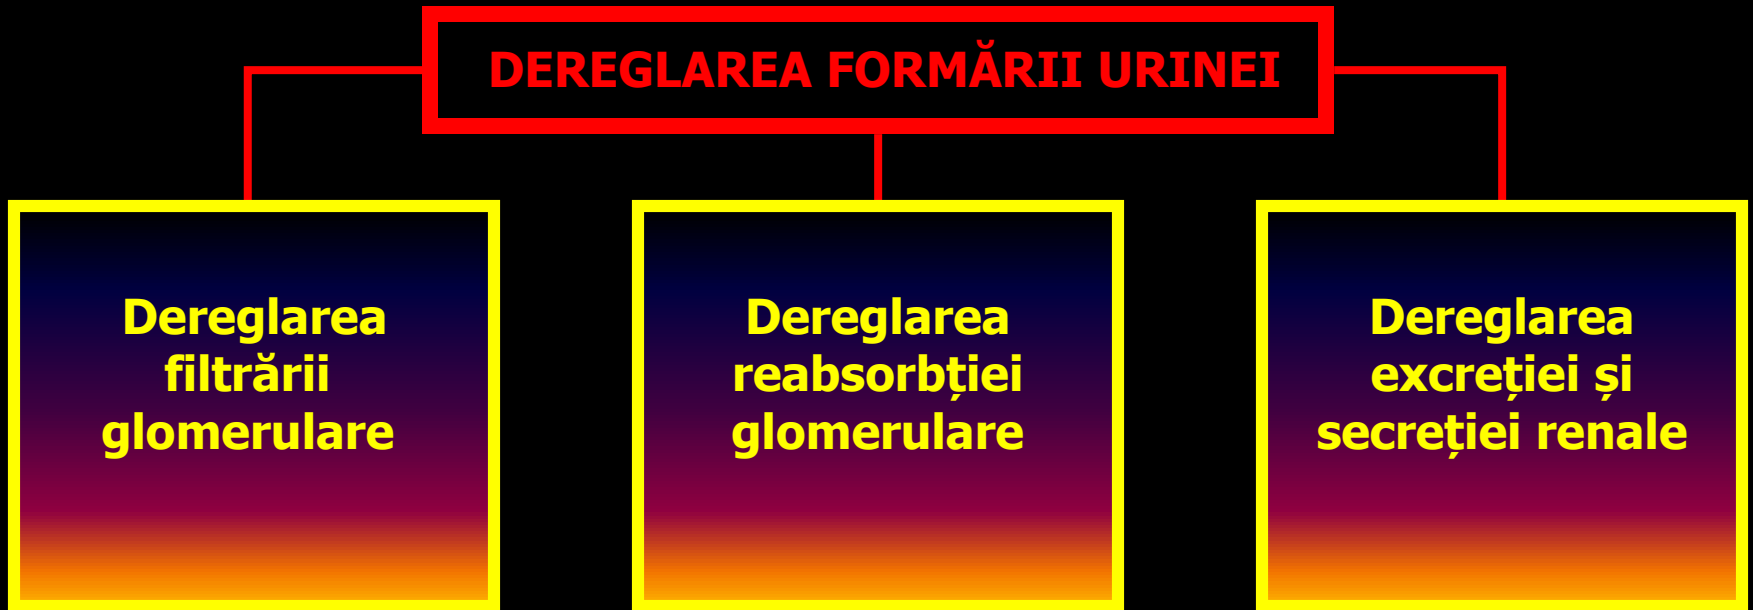 DEREGLAREA FORMĂRII URINEI
Dereglarea
filtrării
glomerulare
Dereglarea
reabsorbției
glomerulare
Dereglarea
excreției și
secreției renale